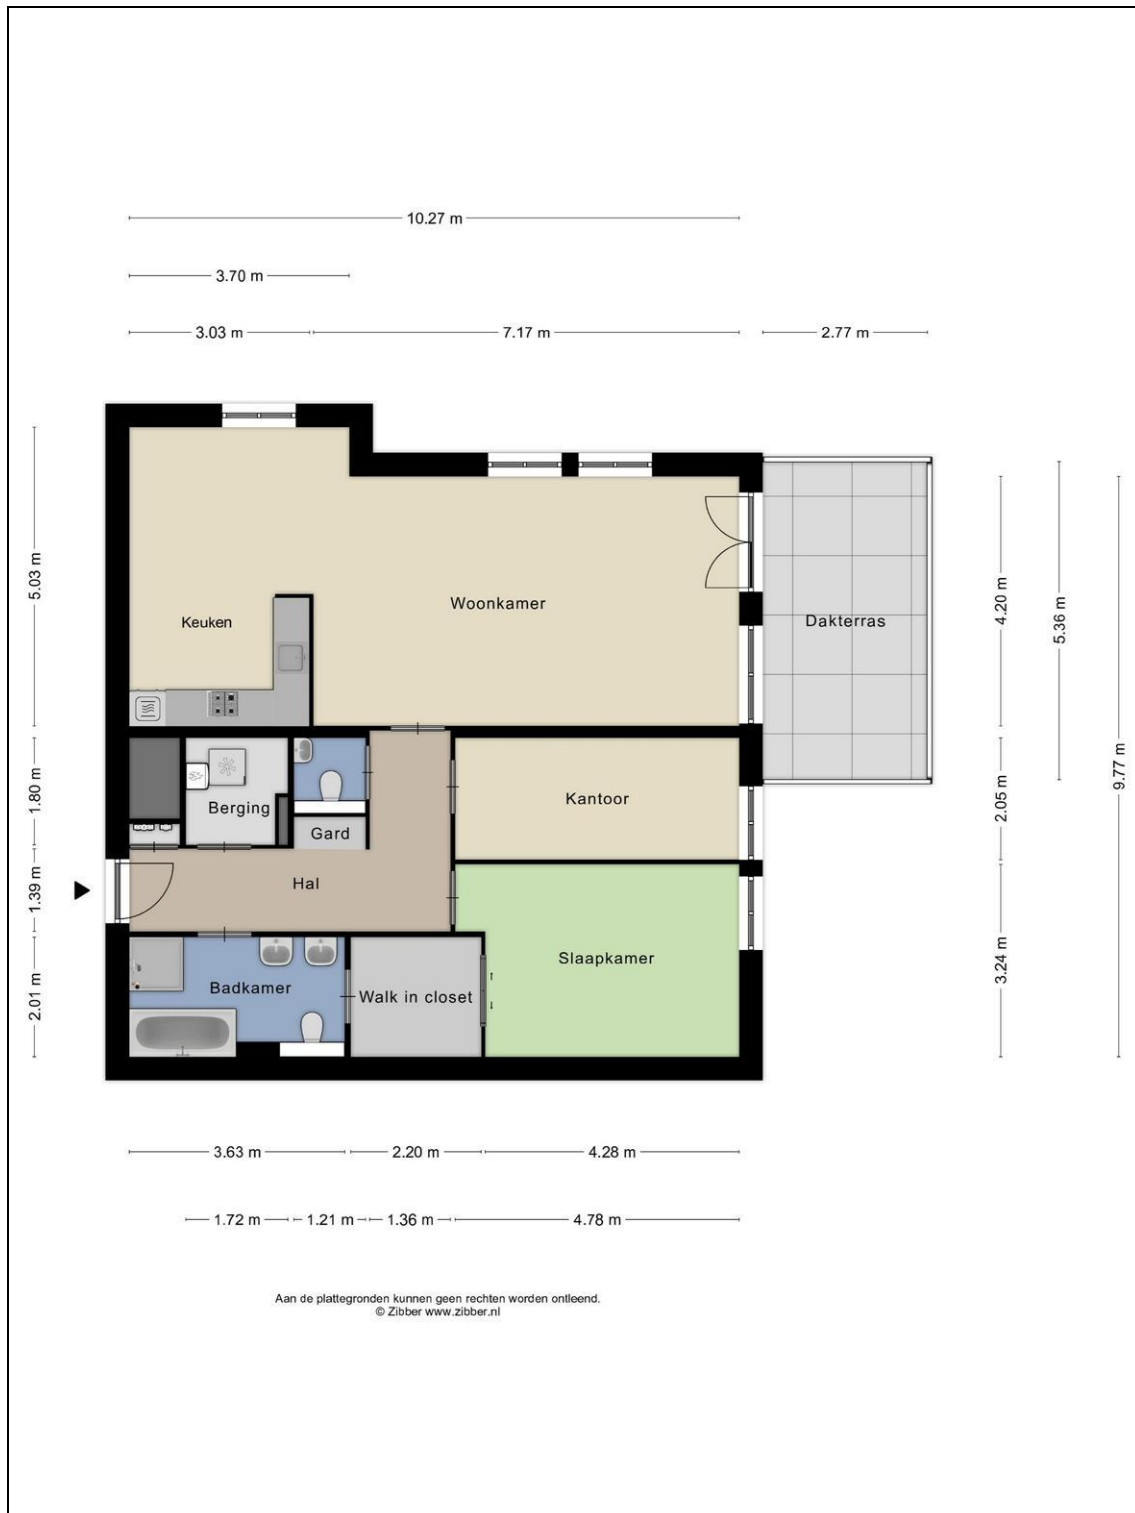 10.27 m
3.70 m
3.03 m
7.17 m
2.77 m
5.03 m
Woonkamer
Keuken
Dakterras
4.20 m
5.36 m
9.77 m
1.80 m
Berging
Kantoor
2.05 m
Gard
1.39 m
Hal
Slaapkamer
3.24 m
2.01 m
Badkamer
Walk in closet
3.63 m
2.20 m
4.28 m
1.72 m
1.21 m
1.36 m
4.78 m
Aan de plattegronden kunnen geen rechten worden ontleend.
© Zibber www.zibber.nl